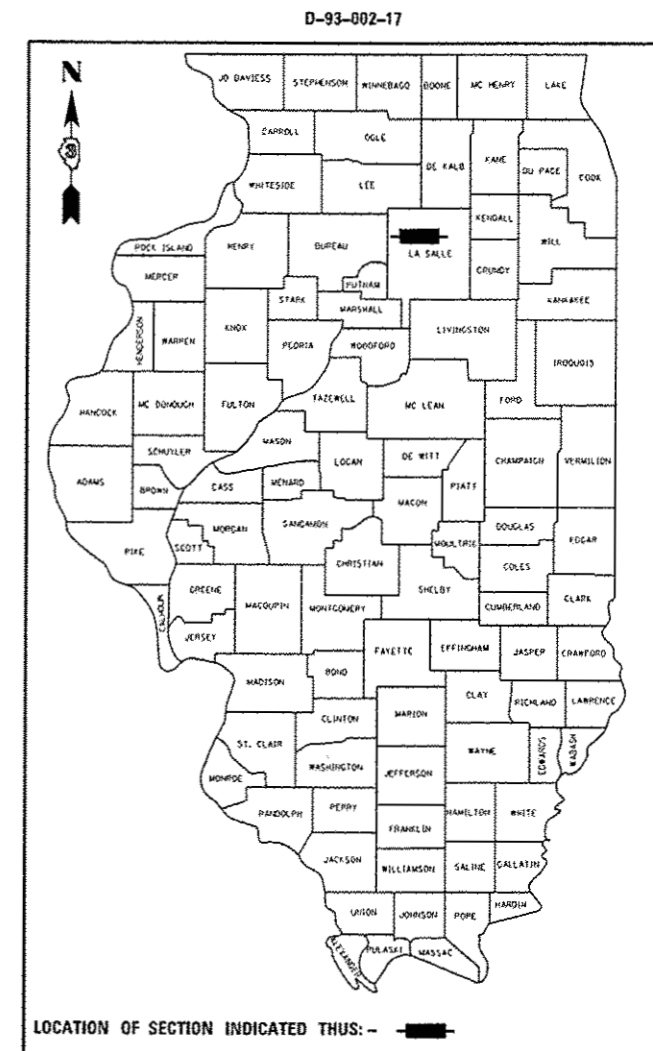 D-93-002-17
N
JO DAVIESS STEPHENSON WINNEBAGO BOONE MC HENRY LAKE
CARROLL OGLE
DE KALB KANE DU PAGE COOK
WHITESIDE LEE
KENDALL WILL
ROCK ISLAND HENRY BUREAU LA SALLE
MERCER PUTNAM GRUNDY
STARK MARSHALL KANKAKEE
HENDERSON WARREN KNOX PEORIA WOODFORD LIVINGSTON
IROQUOIS
HANCOCK MC DONOUGH FULTON TAZEWELL MC LEAN FORD
MASON
SCHUYLER LOGAN DE WITT CHAMPAIGN VERMILION
ADAMS BROWN CASS MENARD PIATT
MACON
MORGAN SANGAMON DOUGLAS
PIKE SCOTT CHRISTIAN MOULTRIE EDGAR
COLES
GREENE SHELBY
CALHOUN MACOUPIN MONTGOMERY CUMBERLAND CLARK
JERSEY
FAYETTE EFFINGHAM JASPER CRAWFORD
MADISON BOND
CLAY RICHLAND LAWRENCE
CLINTON MARION
ST. CLAIR WAYNE EDWARDS WABASH
WASHINGTON JEFFERSON
MONROE
RANDOLPH PERRY HAMILTON WHITE
FRANKLIN
JACKSON WILLIAMSON SALINE GALLATIN
HARDIN
UNION JOHNSON POPE
ALEXANDER PULASKI MASSAC
LOCATION OF SECTION INDICATED THUS: -